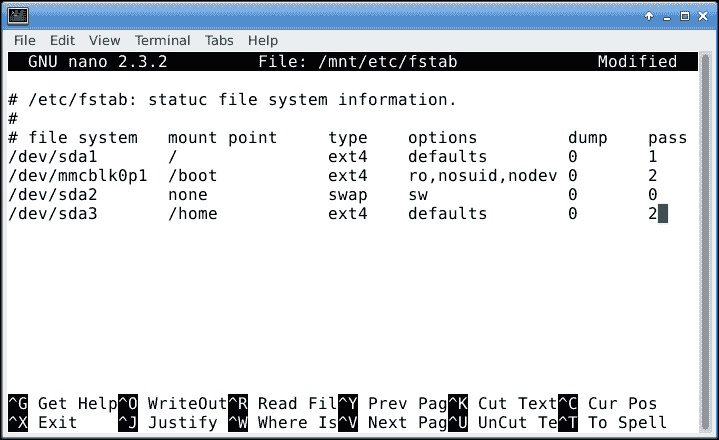 File Edit View Terminal Tabs Help
GNU nano 2.3.2 File: /mnt/etc/fstab Modified
# /etc/fstab: statuc file system information.
#
# file system mount point type options dump pass
/dev/sda1 / ext4 defaults 0 1
/dev/mmcblk0p1 /boot ext4 ro,nosuid,nodev 0 2
/dev/sda2 none swap sw 0 0
/dev/sda3 /home ext4 defaults 0 2
^G Get Help^O WriteOut^R Read Fil^Y Prev Pag^K Cut Text^C Cur Pos
^X Exit ^J Justify ^W Where Is^V Next Pag^U UnCut Te^T To Spell